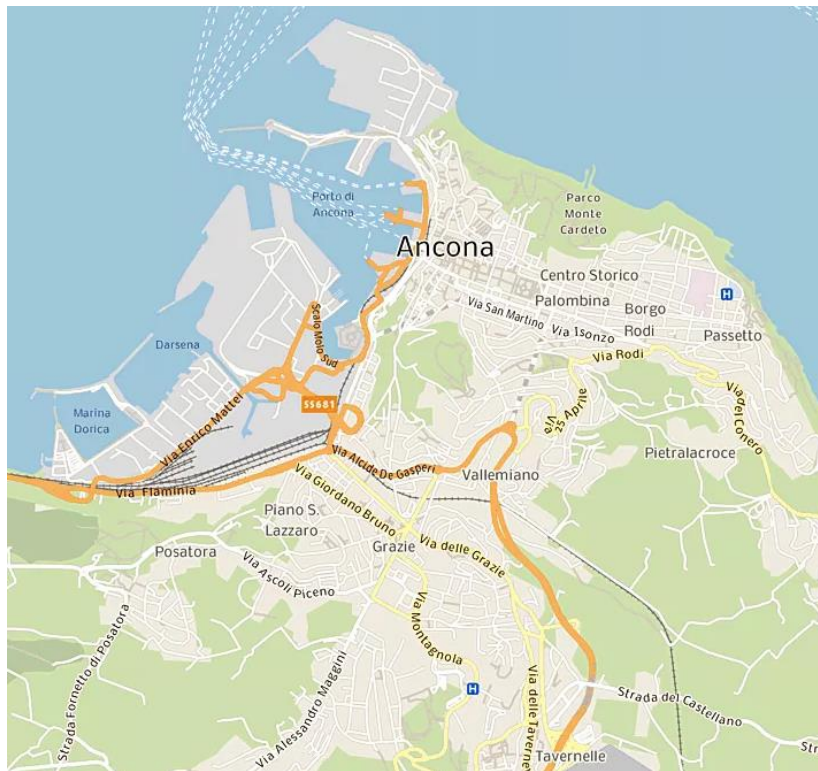 Parco
Monte
Cardeto
Porto di
Ancona
Ancona
Centro Storico
H
Palombina
Via San Martino
Borgo
Rodi
Scalo Molo Sud
Via Isonzo
Passetto
Darsena
Via Rodi
Via del Conero
SS681
Marina
Dorica
Via Enrico Mattei
Via
25 Aprile
Pietralacroce
Via Alcide De Gasperi
Vallemiano
Via Flaminia
Via Giordano Bruno
Piano S.
Lazzaro
Posatora
Grazie
Via delle Grazie
Via Ascoli Piceno
Via Montagnola
Strada Fornetto di Posatora
Via Alessandro Maggini
H
Via delle Tavernel
Strada del Castellano
Tavernelle